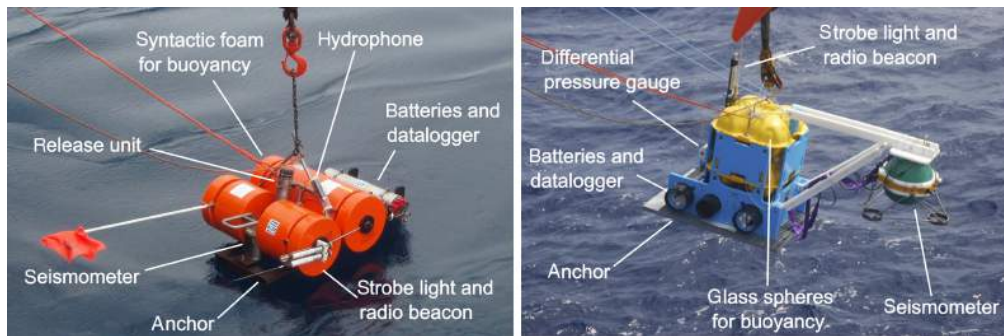 Syntactic foam
for buoyancy
Hydrophone
Batteries and
datalogger
Release unit
Seismometer
Anchor
Strobe light and
radio beacon
Strobe light and
radio beacon
Differential
pressure gauge
Batteries and
datalogger
Anchor
Glass spheres
for buoyancy
Seismometer